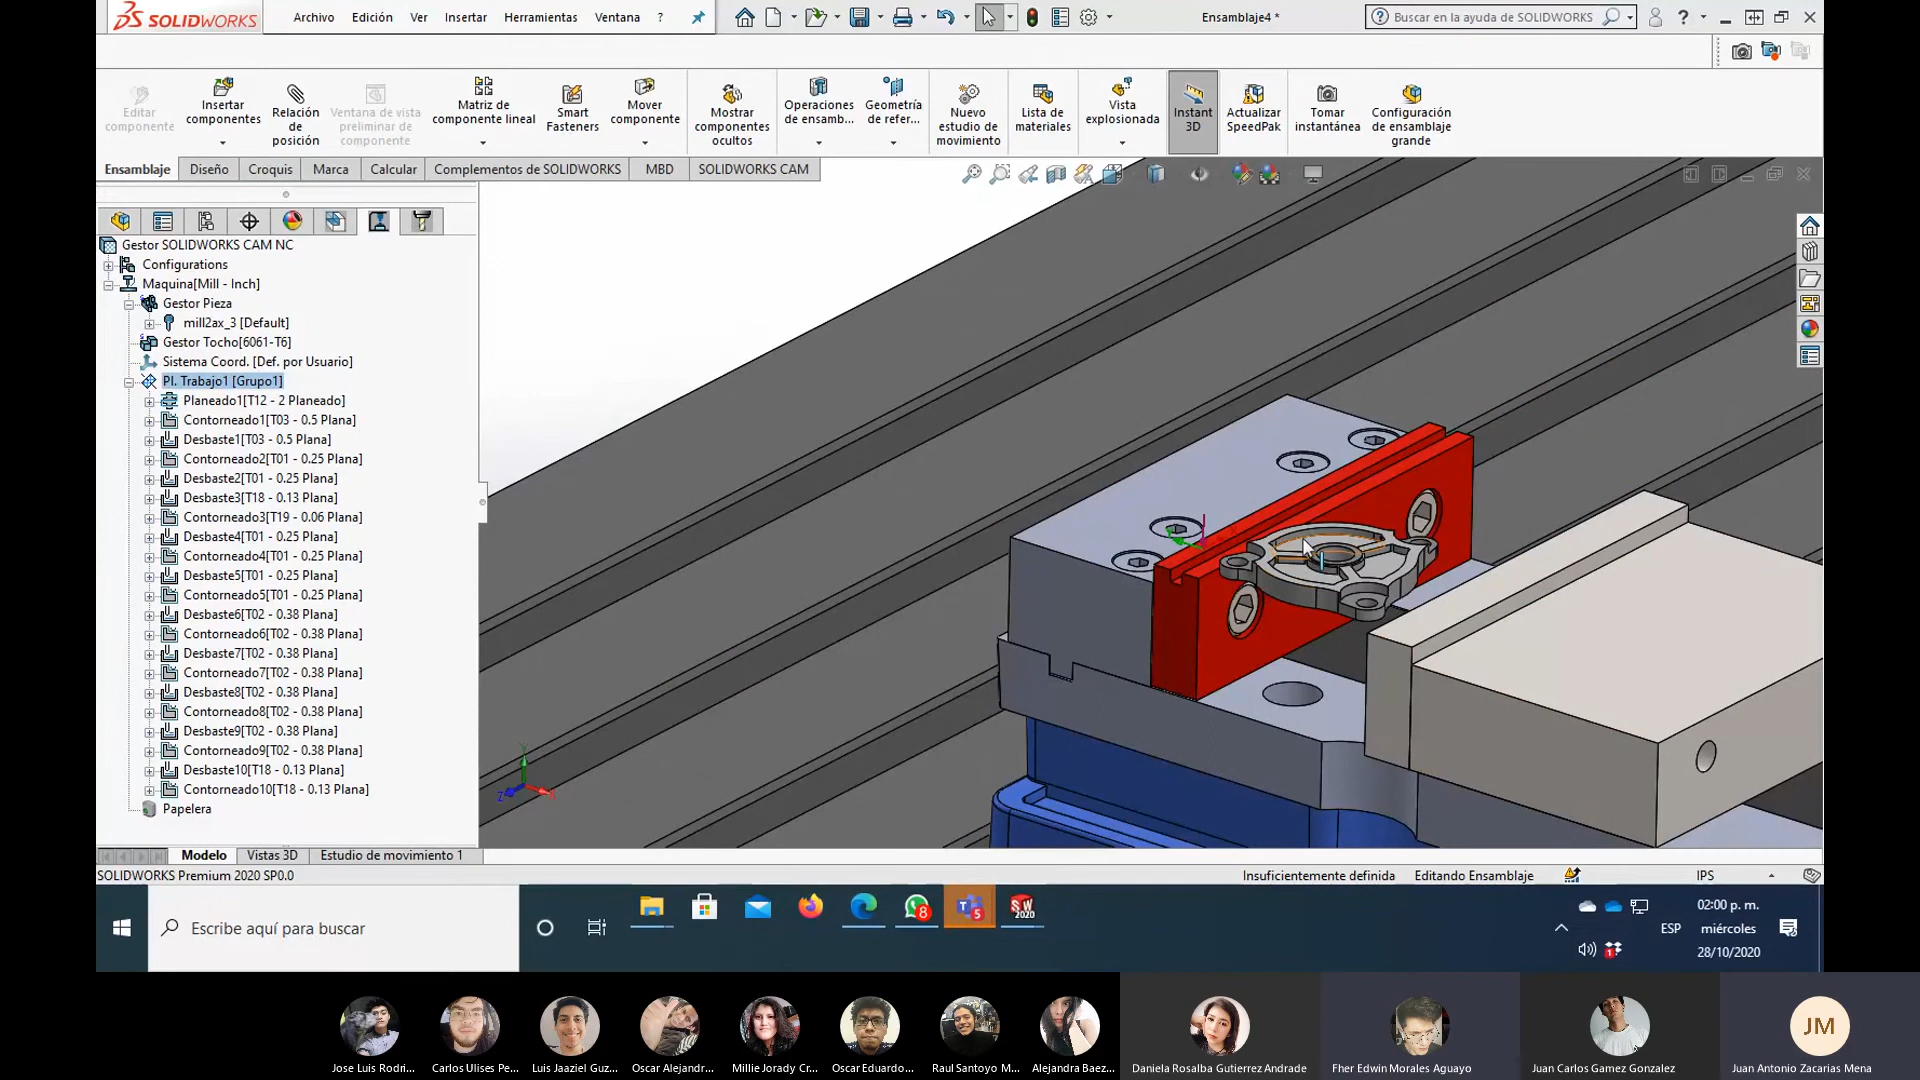 SOLIDWORKS
Archivo
Edición
Ver
Insertar
Herramientas
Ventana
?
Ensamblaje4 *
Buscar en la ayuda de SOLIDWORKS
?
Editar
componente
Insertar
componentes
Relación
de
posición
Ventana de vista
preliminar de
componente
Matriz de
componente lineal
Smart
Fasteners
Mover
componente
Mostrar
componentes
ocultos
Operaciones
de ensamb...
Geometría
de refer...
Nuevo
estudio de
movimiento
Lista de
materiales
Vista
explosionada
Instant
3D
Actualizar
SpeedPak
Tomar
instantánea
Configuración
de ensamblaje
grande
Ensamblaje
Diseño
Croquis
Marca
Calcular
Complementos de SOLIDWORKS
MBD
SOLIDWORKS CAM
Gestor SOLIDWORKS CAM NC
Configurations
Maquina[Mill - Inch]
Gestor Pieza
mill2ax_3 [Default]
Gestor Tocho[6061-T6]
Sistema Coord. [Def. por Usuario]
Pl. Trabajo1 [Grupo1]
Planeado1[T12 - 2 Planeado]
Contorneado1[T03 - 0.5 Plana]
Desbaste1[T03 - 0.5 Plana]
Contorneado2[T01 - 0.25 Plana]
Desbaste2[T01 - 0.25 Plana]
Desbaste3[T18 - 0.13 Plana]
Contorneado3[T19 - 0.06 Plana]
Desbaste4[T01 - 0.25 Plana]
Contorneado4[T01 - 0.25 Plana]
Desbaste5[T01 - 0.25 Plana]
Contorneado5[T01 - 0.25 Plana]
Desbaste6[T02 - 0.38 Plana]
Contorneado6[T02 - 0.38 Plana]
Desbaste7[T02 - 0.38 Plana]
Contorneado7[T02 - 0.38 Plana]
Desbaste8[T02 - 0.38 Plana]
Contorneado8[T02 - 0.38 Plana]
Desbaste9[T02 - 0.38 Plana]
Contorneado9[T02 - 0.38 Plana]
Desbaste10[T18 - 0.13 Plana]
Contorneado10[T18 - 0.13 Plana]
Papelera
Modelo
Vistas 3D
Estudio de movimiento 1
SOLIDWORKS Premium 2020 SP0.0
Insuficientemente definida
Editando Ensamblaje
IPS
Escribe aquí para buscar
8
5
SW
2020
ESP
02:00 p. m.
miércoles
28/10/2020
1
JM
Jose Luis Rodri...
Carlos Ulises Pe...
Luis Jaaziel Guz...
Oscar Alejandr...
Millie Jorady Cr...
Oscar Eduardo...
Raul Santoyo M...
Alejandra Baez...
Daniela Rosalba Gutierrez Andrade
Fher Edwin Morales Aguayo
Juan Carlos Gamez Gonzalez
Juan Antonio Zacarias Mena